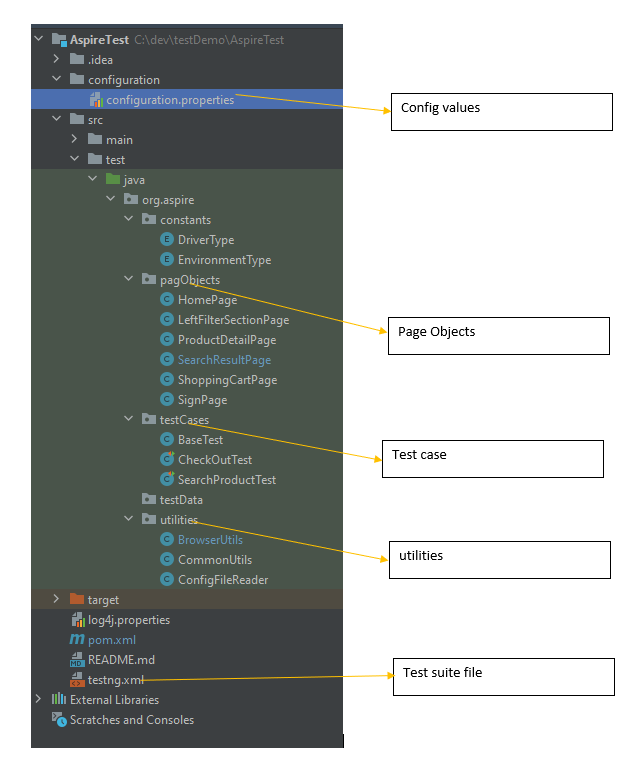 AspireTest C:\dev\testDemo\AspireTest
.idea
configuration
configuration.properties
Config values
src
main
test
java
org.aspire
constants
DriverType
EnvironmentType
pagObjects
HomePage
LeftFilterSectionPage
Page Objects
ProductDetailPage
SearchResultPage
ShoppingCartPage
SignPage
testCases
BaseTest
Test case
CheckOutTest
SearchProductTest
testData
utilities
BrowserUtils
utilities
CommonUtils
ConfigFileReader
target
log4j.properties
pom.xml
README.md
testng.xml
Test suite file
External Libraries
Scratches and Consoles